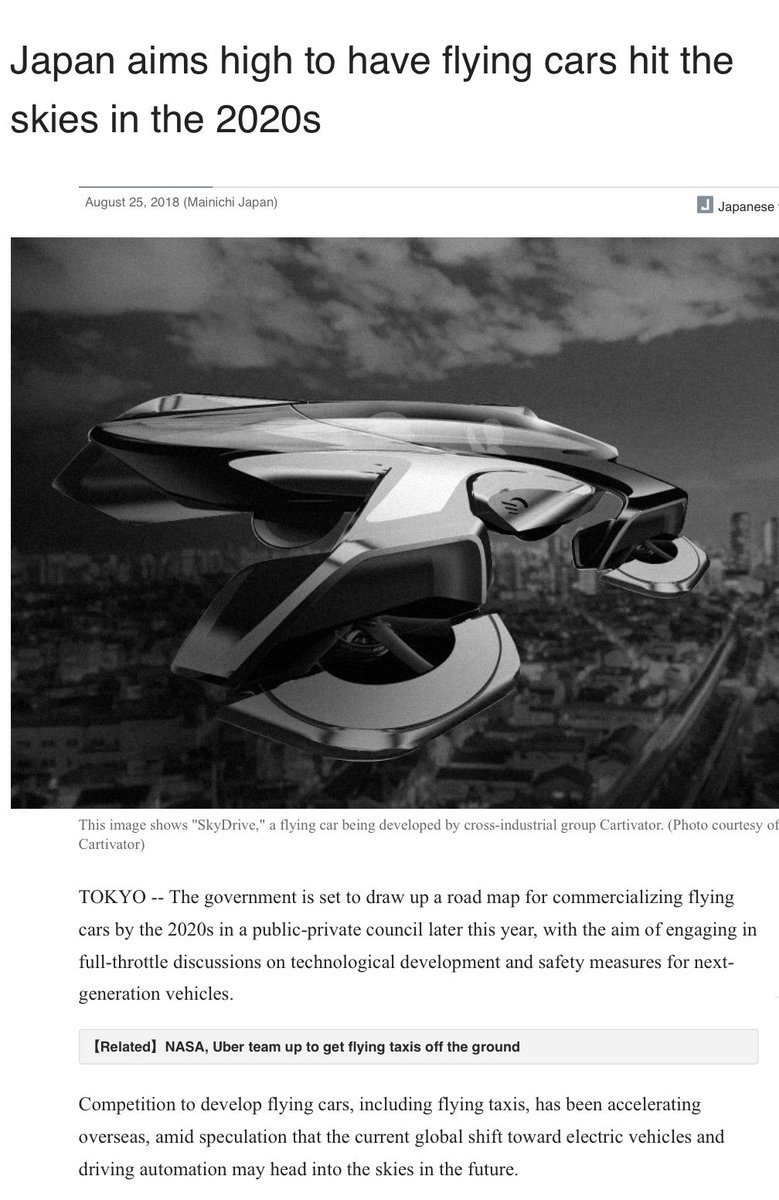 Japan aims high to have flying cars hit the
skies in the 2020s
August 25, 2018 (Mainichi Japan)
Japanese
This image shows "SkyDrive," a flying car being developed by cross-industrial group Cartivator. (Photo courtesy of
Cartivator)
TOKYO -- The government is set to draw up a road map for commercializing flying
cars by the 2020s in a public-private council later this year, with the aim of engaging in
full-throttle discussions on technological development and safety measures for next-
generation vehicles.
【Related】NASA, Uber team up to get flying taxis off the ground
Competition to develop flying cars, including flying taxis, has been accelerating
overseas, amid speculation that the current global shift toward electric vehicles and
driving automation may head into the skies in the future.